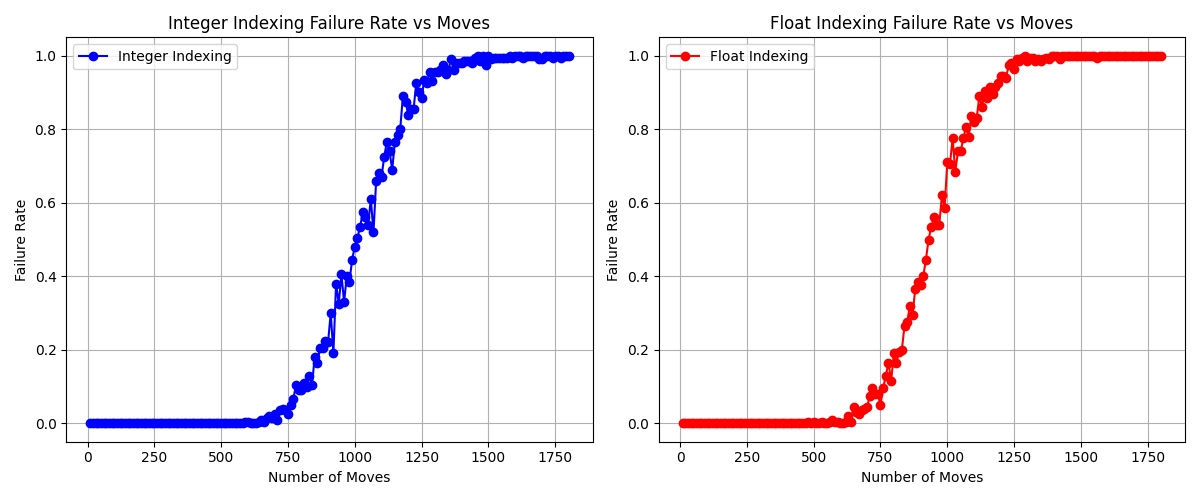 Integer Indexing Failure Rate vs Moves
Integer Indexing
Failure Rate
1.0
0.8
0.6
0.4
0.2
0.0
0 250 500 750 1000 1250 1500 1750
Number of Moves
Float Indexing Failure Rate vs Moves
Float Indexing
Failure Rate
1.0
0.8
0.6
0.4
0.2
0.0
0 250 500 750 1000 1250 1500 1750
Number of Moves